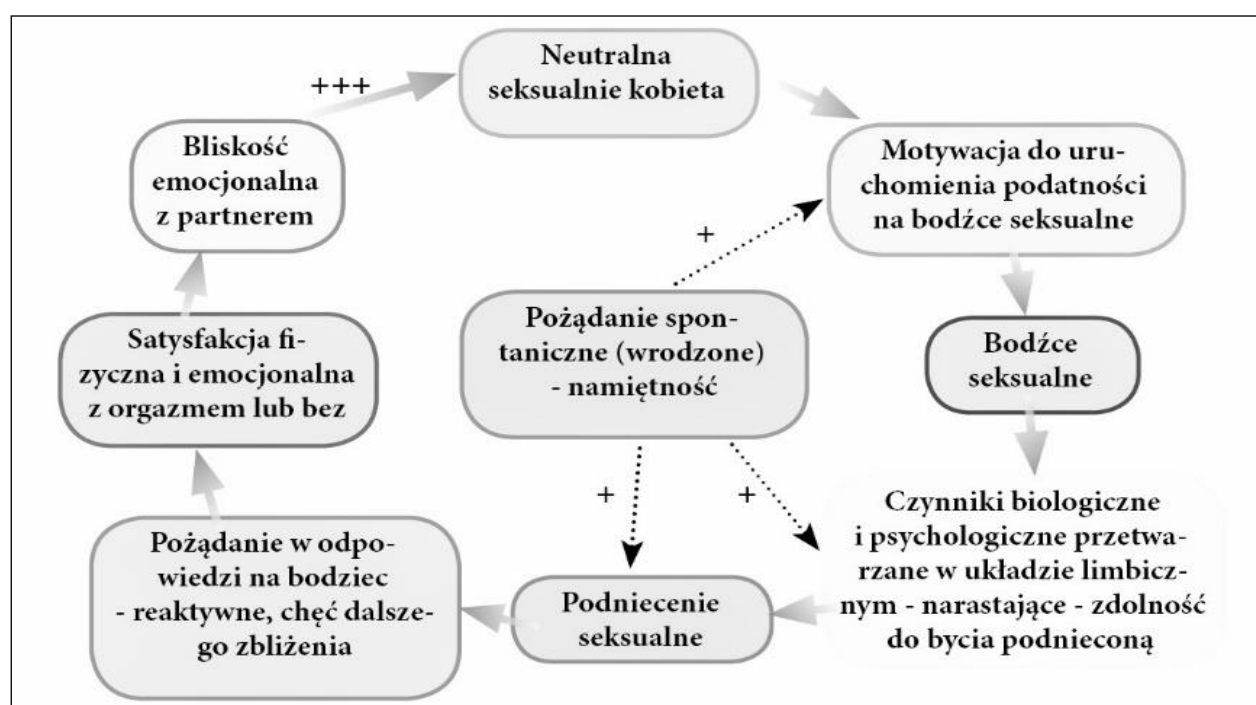 Neutralna
seksualnie kobieta
+++
Bliskość
emocjonalna
z partnerem
Motywacja do uru-
chomienia podatności
na bodźce seksualne
+
Pożądanie spon-
taniczne (wrodzone)
- namiętność
Satysfakcja fi-
zyczna i emocjonalna
z orgazmem lub bez
Bodźce
seksualne
+
+
Czynniki biologiczne
i psychologiczne przetwa-
rzane w układzie limbicz-
nym - narastające - zdolność
do bycia podnieconą
Podniecenie
seksualne
Pożądanie w odpo-
wiedzi na bodziec
- reaktywne, chęć dalsze-
go zbliżenia